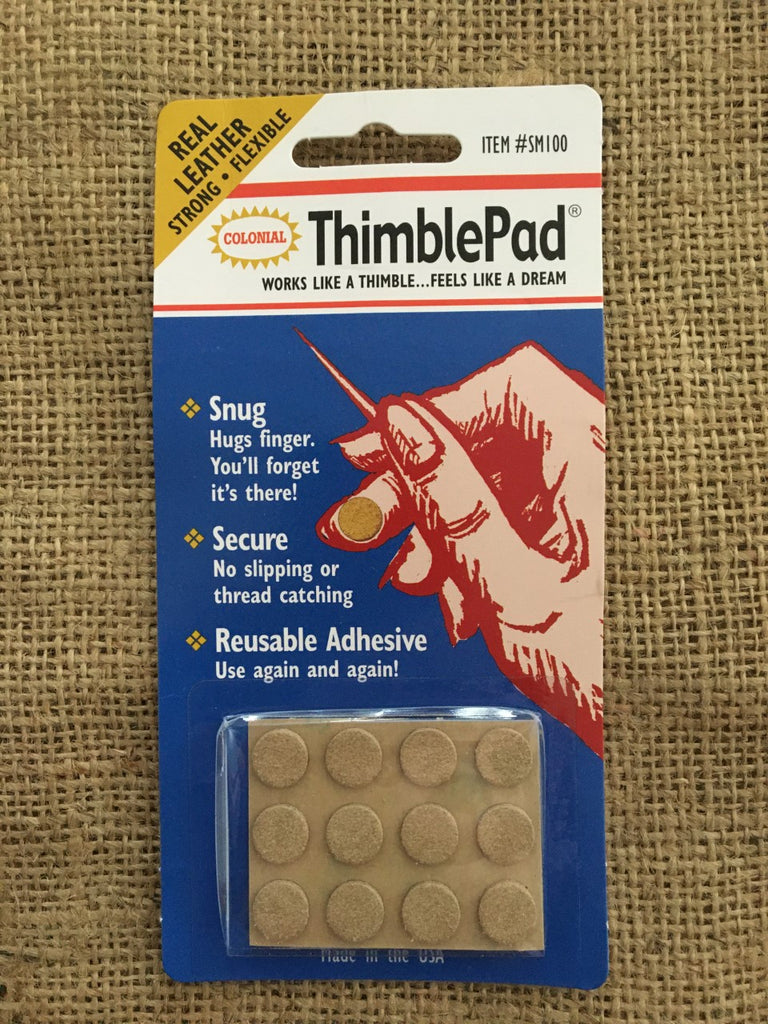 REAL
LEATHER
STRONG • FLEXIBLE
ITEM #SM100
COLONIAL
ThimblePad®
WORKS LIKE A THIMBLE...FEELS LIKE A DREAM
❖ Snug
Hugs finger.
You'll forget
it's there!
❖ Secure
No slipping or
thread catching
❖ Reusable Adhesive
Use again and again!
Made in the USA